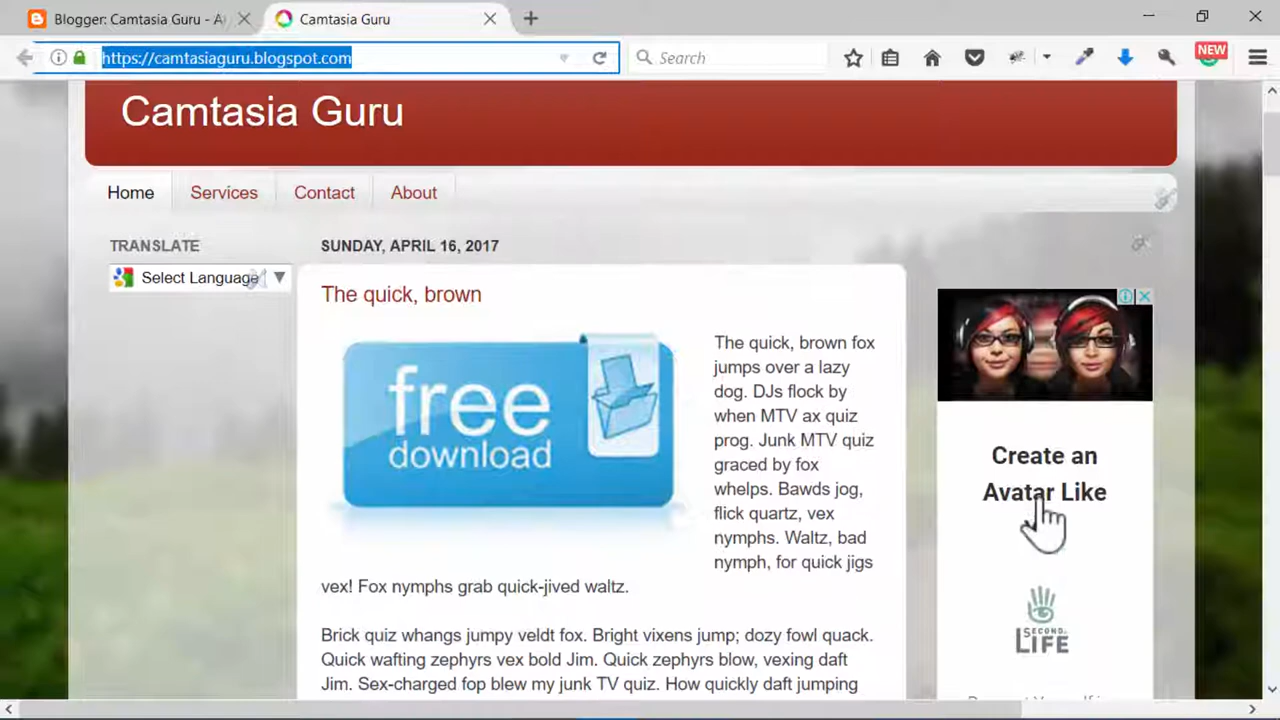 Blogger: Camtasia Guru - A
Camtasia Guru
https://camtasiaguru.blogspot.com
Search
NEW
Camtasia Guru
Home
Services
Contact
About
TRANSLATE
Select Language
SUNDAY, APRIL 16, 2017
The quick, brown
free
download
The quick, brown fox
jumps over a lazy
dog. DJs flock by
when MTV ax quiz
prog. Junk MTV quiz
graced by fox
whelps. Bawds jog,
flick quartz, vex
nymphs. Waltz, bad
nymph, for quick jigs
vex! Fox nymphs grab quick-jived waltz.
Brick quiz whangs jumpy veldt fox. Bright vixens jump; dozy fowl quack.
Quick wafting zephyrs vex bold Jim. Quick zephyrs blow, vexing daft
Jim. Sex-charged fop blew my junk TV quiz. How quickly daft jumping
Create an
Avatar Like
SECOND
LIFE